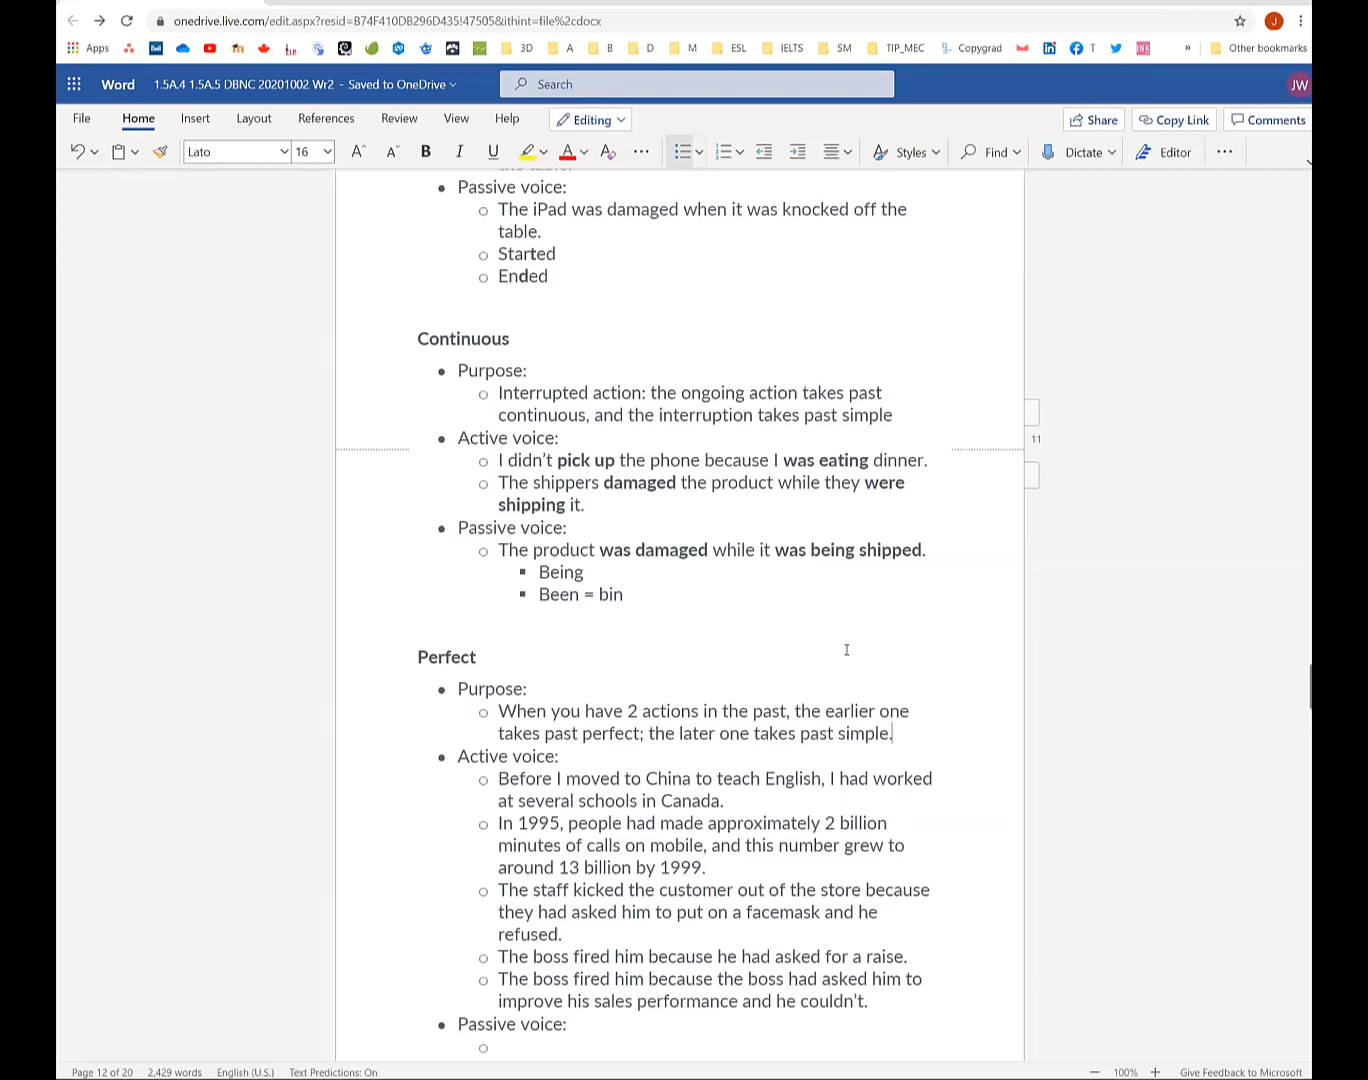 onedrive.live.com/edit.aspx?resid=B74F410DB296D435!47505&ithint=file%2cdocx
J
Apps 3D A B D M ESL IELTS SM TIP_MEC Copygrad T » Other bookmarks
Word 1.5A.4 1.5A.5 DBNC 20201002 Wr2 - Saved to OneDrive Search JW
File Home Insert Layout References Review View Help Editing Share Copy Link Comments
Lato 16 A^ A˅ B I U A A ··· Styles Find Dictate Editor ···
• Passive voice:
o The iPad was damaged when it was knocked off the
table.
o Started
o Ended
Continuous
• Purpose:
o Interrupted action: the ongoing action takes past
continuous, and the interruption takes past simple
• Active voice:
11
o I didn't pick up the phone because I was eating dinner.
o The shippers damaged the product while they were
shipping it.
• Passive voice:
o The product was damaged while it was being shipped.
▪ Being
▪ Been = bin
Perfect
• Purpose:
o When you have 2 actions in the past, the earlier one
takes past perfect; the later one takes past simple.
• Active voice:
o Before I moved to China to teach English, I had worked
at several schools in Canada.
o In 1995, people had made approximately 2 billion
minutes of calls on mobile, and this number grew to
around 13 billion by 1999.
o The staff kicked the customer out of the store because
they had asked him to put on a facemask and he
refused.
o The boss fired him because he had asked for a raise.
o The boss fired him because the boss had asked him to
improve his sales performance and he couldn't.
• Passive voice:
o
Page 12 of 20 2,429 words English (U.S.) Text Predictions: On — 100% + Give Feedback to Microsoft